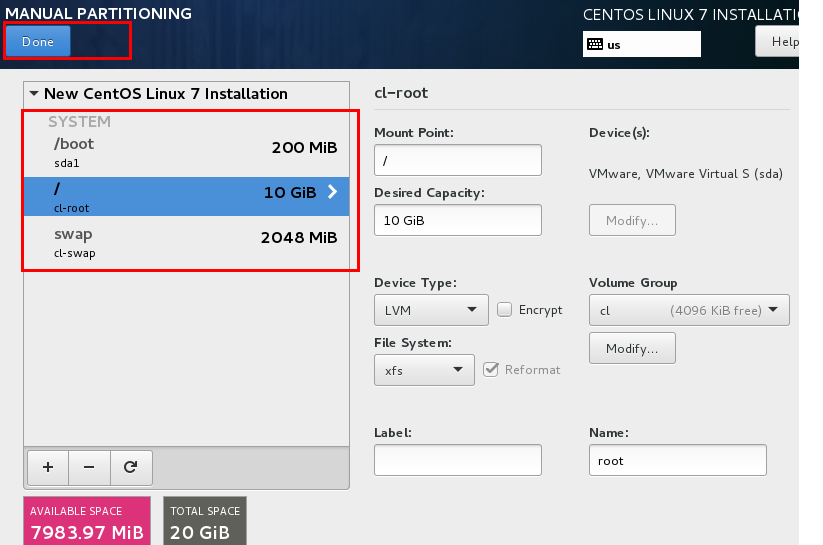 MANUAL PARTITIONING
CENTOS LINUX 7 INSTALLATI
Done
us
Help
New CentOS Linux 7 Installation
SYSTEM
/boot
200 MiB
sda1
/
10 GiB
cl-root
swap
2048 MiB
cl-swap
+ −
AVAILABLE SPACE
7983.97 MiB
TOTAL SPACE
20 GiB
cl-root
Mount Point:
/
Desired Capacity:
10 GiB
Device(s):
VMware, VMware Virtual S (sda)
Modify...
Device Type:
LVM
Encrypt
Volume Group
cl (4096 KiB free)
Modify...
File System:
xfs
Reformat
Label:
Name:
root